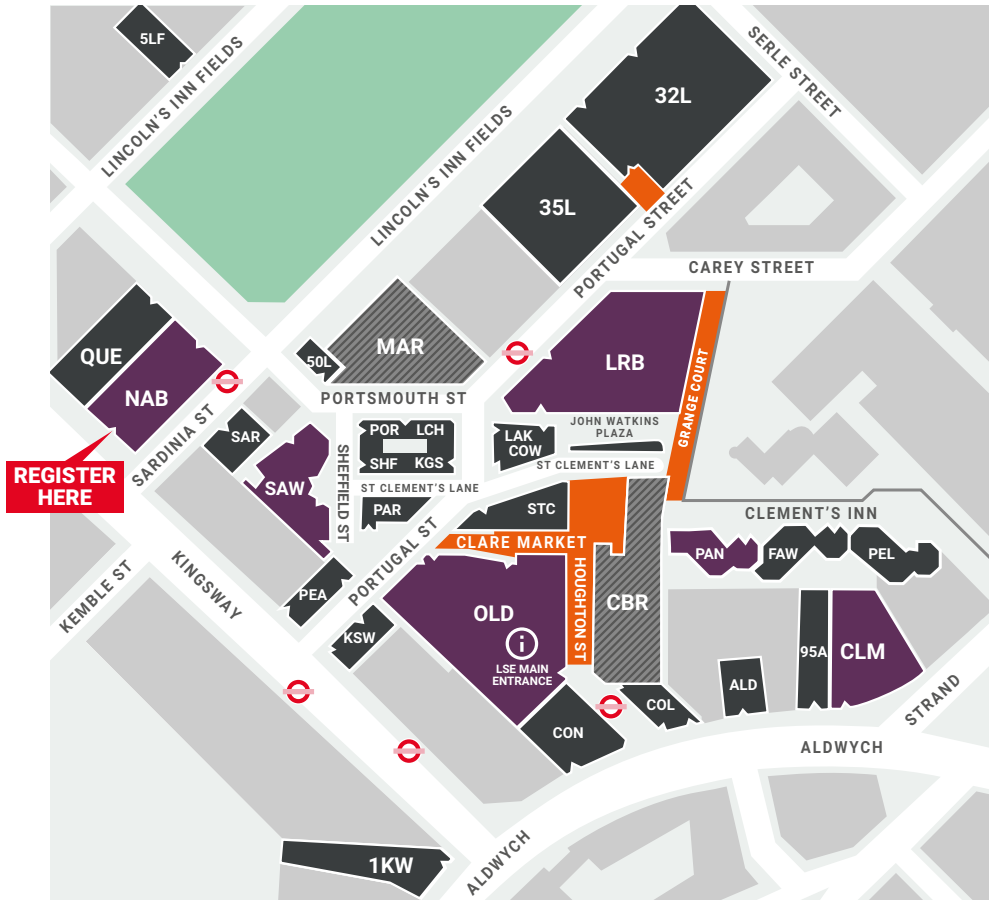 5LF
LINCOLN'S INN FIELDS
LINCOLN'S INN FIELDS
32L
SERLE STREET
35L
PORTUGAL STREET
CAREY STREET
QUE
NAB
50L
MAR
LRB
GRANGE COURT
PORTSMOUTH ST
SARDINIA ST
REGISTER
HERE
SAR
SAW
SHEFFIELD ST
POR
LCH
SHF
KGS
LAK
COW
JOHN WATKINS
PLAZA
ST CLEMENT'S LANE
ST CLEMENT'S LANE
PAR
STC
CLARE MARKET
PORTUGAL ST
CLEMENT'S INN
PAN
FAW
PEL
KEMBLE ST
KINGSWAY
PEA
KSW
OLD
i
LSE MAIN
ENTRANCE
HOUGHTON ST
CBR
95A
CLM
ALD
COL
CON
STRAND
ALDWYCH
ALDWYCH
1KW